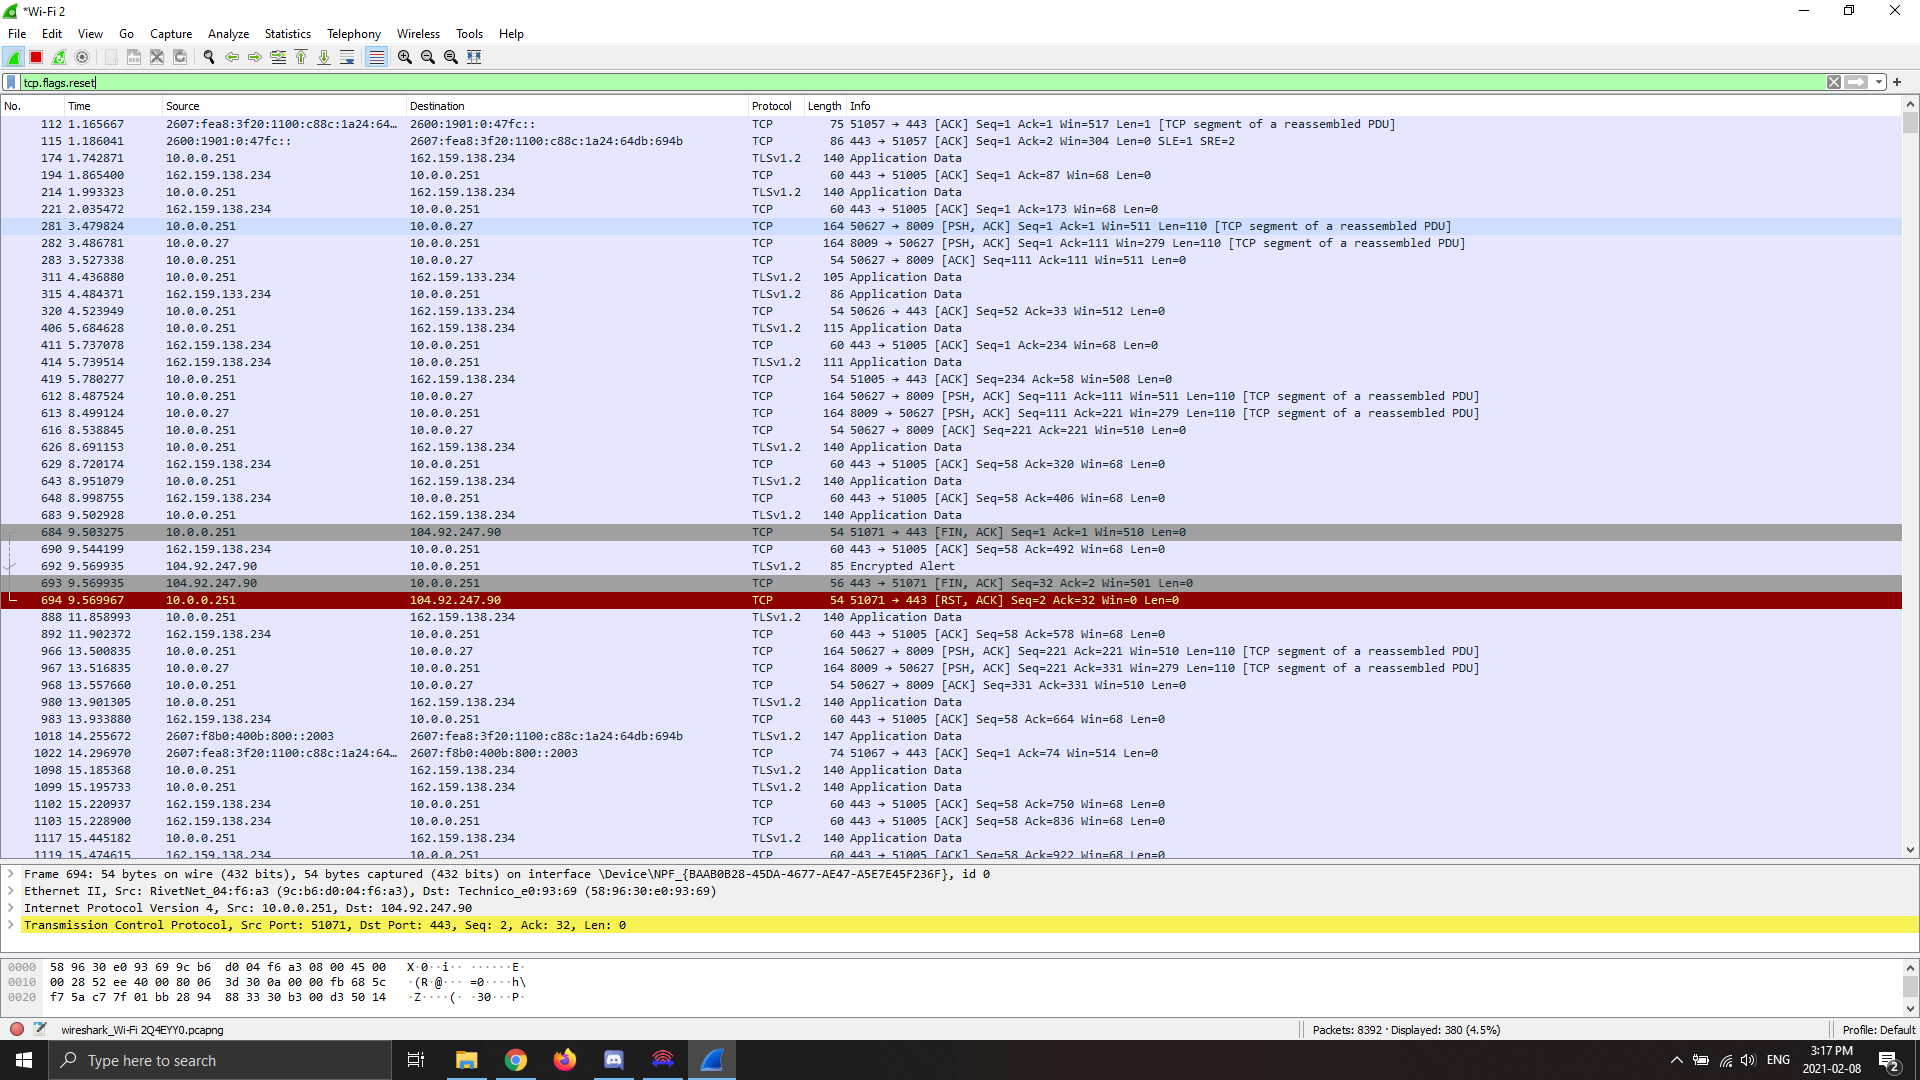 *Wi-Fi 2
File Edit View Go Capture Analyze Statistics Telephony Wireless Tools Help
tcp.flags.reset
No. Time Source Destination Protocol Length Info
112 1.165667 2607:fea8:3f20:1100:c88c:1a24:64… 2600:1901:0:47fc:: TCP 75 51057 → 443 [ACK] Seq=1 Ack=1 Win=517 Len=1 [TCP segment of a reassembled PDU]
115 1.186041 2600:1901:0:47fc:: 2607:fea8:3f20:1100:c88c:1a24:64db:694b TCP 86 443 → 51057 [ACK] Seq=1 Ack=2 Win=304 Len=0 SLE=1 SRE=2
174 1.742871 10.0.0.251 162.159.138.234 TLSv1.2 140 Application Data
194 1.865400 162.159.138.234 10.0.0.251 TCP 60 443 → 51005 [ACK] Seq=1 Ack=87 Win=68 Len=0
214 1.993323 10.0.0.251 162.159.138.234 TLSv1.2 140 Application Data
221 2.035472 162.159.138.234 10.0.0.251 TCP 60 443 → 51005 [ACK] Seq=1 Ack=173 Win=68 Len=0
281 3.479824 10.0.0.251 10.0.0.27 TCP 164 50627 → 8009 [PSH, ACK] Seq=1 Ack=1 Win=511 Len=110 [TCP segment of a reassembled PDU]
282 3.486781 10.0.0.27 10.0.0.251 TCP 164 8009 → 50627 [PSH, ACK] Seq=1 Ack=111 Win=279 Len=110 [TCP segment of a reassembled PDU]
283 3.527338 10.0.0.251 10.0.0.27 TCP 54 50627 → 8009 [ACK] Seq=111 Ack=111 Win=511 Len=0
311 4.436880 10.0.0.251 162.159.133.234 TLSv1.2 105 Application Data
315 4.484371 162.159.133.234 10.0.0.251 TLSv1.2 86 Application Data
320 4.523949 10.0.0.251 162.159.133.234 TCP 54 50626 → 443 [ACK] Seq=52 Ack=33 Win=512 Len=0
406 5.684628 10.0.0.251 162.159.138.234 TLSv1.2 115 Application Data
411 5.737078 162.159.138.234 10.0.0.251 TCP 60 443 → 51005 [ACK] Seq=1 Ack=234 Win=68 Len=0
414 5.739514 162.159.138.234 10.0.0.251 TLSv1.2 111 Application Data
419 5.780277 10.0.0.251 162.159.138.234 TCP 54 51005 → 443 [ACK] Seq=234 Ack=58 Win=508 Len=0
612 8.487524 10.0.0.251 10.0.0.27 TCP 164 50627 → 8009 [PSH, ACK] Seq=111 Ack=111 Win=511 Len=110 [TCP segment of a reassembled PDU]
613 8.499124 10.0.0.27 10.0.0.251 TCP 164 8009 → 50627 [PSH, ACK] Seq=111 Ack=221 Win=279 Len=110 [TCP segment of a reassembled PDU]
616 8.538845 10.0.0.251 10.0.0.27 TCP 54 50627 → 8009 [ACK] Seq=221 Ack=221 Win=510 Len=0
626 8.691153 10.0.0.251 162.159.138.234 TLSv1.2 140 Application Data
629 8.720174 162.159.138.234 10.0.0.251 TCP 60 443 → 51005 [ACK] Seq=58 Ack=320 Win=68 Len=0
643 8.951079 10.0.0.251 162.159.138.234 TLSv1.2 140 Application Data
648 8.998755 162.159.138.234 10.0.0.251 TCP 60 443 → 51005 [ACK] Seq=58 Ack=406 Win=68 Len=0
683 9.502928 10.0.0.251 162.159.138.234 TLSv1.2 140 Application Data
684 9.503275 10.0.0.251 104.92.247.90 TCP 54 51071 → 443 [FIN, ACK] Seq=1 Ack=1 Win=510 Len=0
690 9.544199 162.159.138.234 10.0.0.251 TCP 60 443 → 51005 [ACK] Seq=58 Ack=492 Win=68 Len=0
692 9.569935 104.92.247.90 10.0.0.251 TLSv1.2 85 Encrypted Alert
693 9.569935 104.92.247.90 10.0.0.251 TCP 56 443 → 51071 [FIN, ACK] Seq=32 Ack=2 Win=501 Len=0
694 9.569967 10.0.0.251 104.92.247.90 TCP 54 51071 → 443 [RST, ACK] Seq=2 Ack=32 Win=0 Len=0
888 11.858993 10.0.0.251 162.159.138.234 TLSv1.2 140 Application Data
892 11.902372 162.159.138.234 10.0.0.251 TCP 60 443 → 51005 [ACK] Seq=58 Ack=578 Win=68 Len=0
966 13.500835 10.0.0.251 10.0.0.27 TCP 164 50627 → 8009 [PSH, ACK] Seq=221 Ack=221 Win=510 Len=110 [TCP segment of a reassembled PDU]
967 13.516835 10.0.0.27 10.0.0.251 TCP 164 8009 → 50627 [PSH, ACK] Seq=221 Ack=331 Win=279 Len=110 [TCP segment of a reassembled PDU]
968 13.557660 10.0.0.251 10.0.0.27 TCP 54 50627 → 8009 [ACK] Seq=331 Ack=331 Win=510 Len=0
980 13.901305 10.0.0.251 162.159.138.234 TLSv1.2 140 Application Data
983 13.933880 162.159.138.234 10.0.0.251 TCP 60 443 → 51005 [ACK] Seq=58 Ack=664 Win=68 Len=0
1018 14.255672 2607:f8b0:400b:800::2003 2607:fea8:3f20:1100:c88c:1a24:64db:694b TLSv1.2 147 Application Data
1022 14.296970 2607:fea8:3f20:1100:c88c:1a24:64… 2607:f8b0:400b:800::2003 TCP 74 51067 → 443 [ACK] Seq=1 Ack=74 Win=514 Len=0
1098 15.185368 10.0.0.251 162.159.138.234 TLSv1.2 140 Application Data
1099 15.195733 10.0.0.251 162.159.138.234 TLSv1.2 140 Application Data
1102 15.220937 162.159.138.234 10.0.0.251 TCP 60 443 → 51005 [ACK] Seq=58 Ack=750 Win=68 Len=0
1103 15.228900 162.159.138.234 10.0.0.251 TCP 60 443 → 51005 [ACK] Seq=58 Ack=836 Win=68 Len=0
1117 15.445182 10.0.0.251 162.159.138.234 TLSv1.2 140 Application Data
1119 15.474615 162.159.138.234 10.0.0.251 TCP 60 443 → 51005 [ACK] Seq=58 Ack=922 Win=68 Len=0
Frame 694: 54 bytes on wire (432 bits), 54 bytes captured (432 bits) on interface \Device\NPF_{BAAB0B28-45DA-4677-AE47-A5E7E45F236F}, id 0
Ethernet II, Src: RivetNet_04:f6:a3 (9c:b6:d0:04:f6:a3), Dst: Technico_e0:93:69 (58:96:30:e0:93:69)
Internet Protocol Version 4, Src: 10.0.0.251, Dst: 104.92.247.90
Transmission Control Protocol, Src Port: 51071, Dst Port: 443, Seq: 2, Ack: 32, Len: 0
0000 58 96 30 e0 93 69 9c b6 d0 04 f6 a3 08 00 45 00 X·0··i·· ······E·
0010 00 28 52 ee 40 00 80 06 3d 30 0a 00 00 fb 68 5c ·(R·@··· =0····h\
0020 f7 5a c7 7f 01 bb 28 94 88 33 30 b3 00 d3 50 14 ·Z····(· ·30···P·
wireshark_Wi-Fi 2Q4EYY0.pcapng Packets: 8392 · Displayed: 380 (4.5%) Profile: Default
Type here to search
ENG
3:17 PM
2021-02-08
2